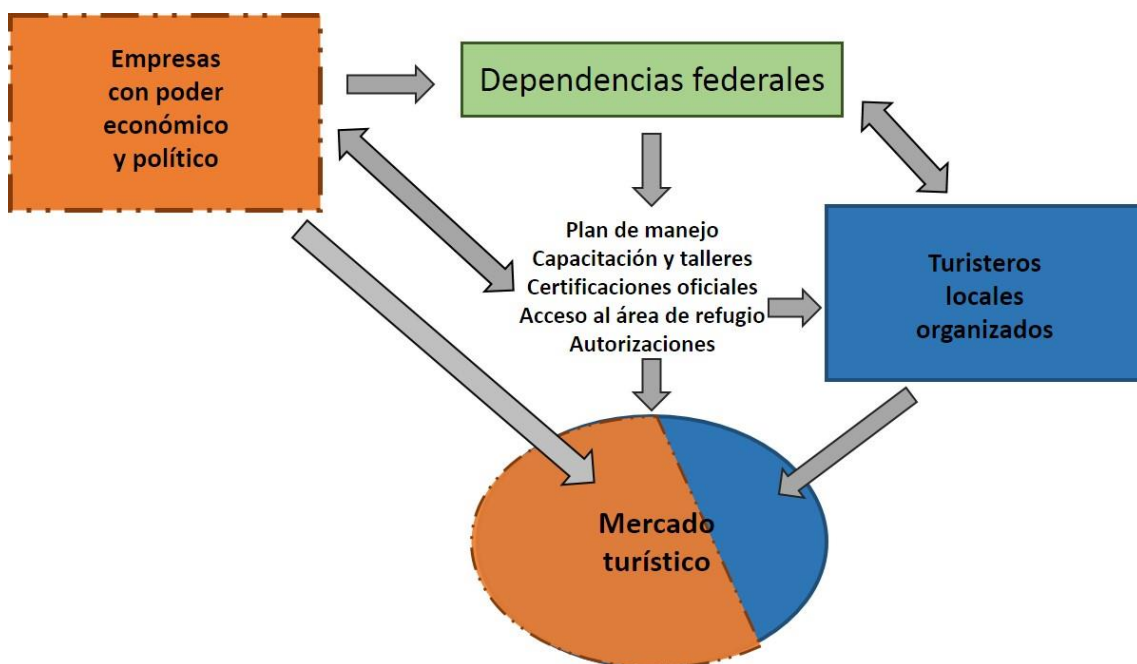 Empresas
con poder
económico
y político
Dependencias federales
Plan de manejo
Capacitación y talleres
Certificaciones oficiales
Acceso al área de refugio
Autorizaciones
Turisteros
locales
organizados
Mercado
turístico